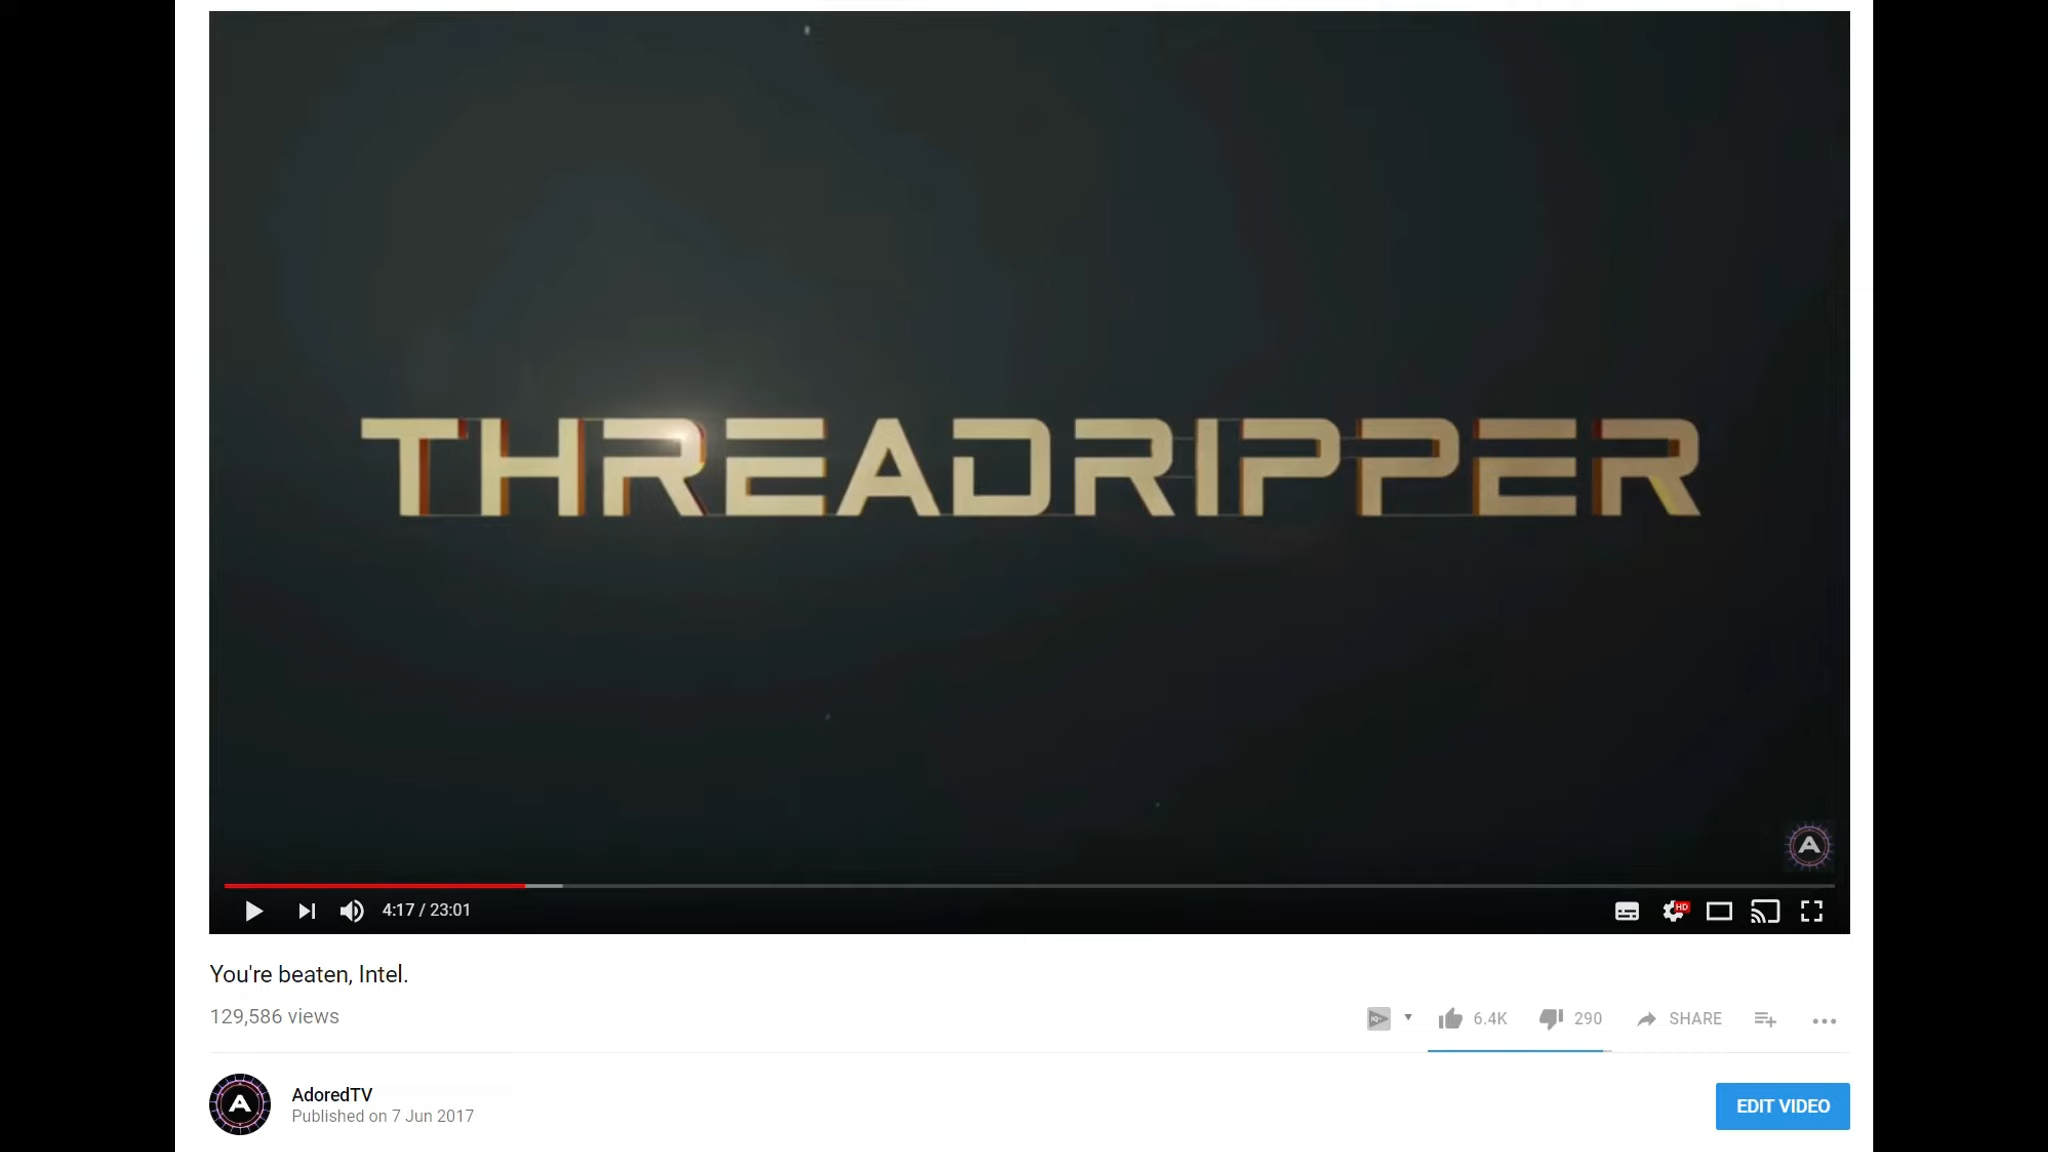 THREADRIPPER
A
4:17 / 23:01
HD
You're beaten, Intel.
129,586 views
6.4K
290
SHARE
A
AdoredTV
Published on 7 Jun 2017
EDIT VIDEO